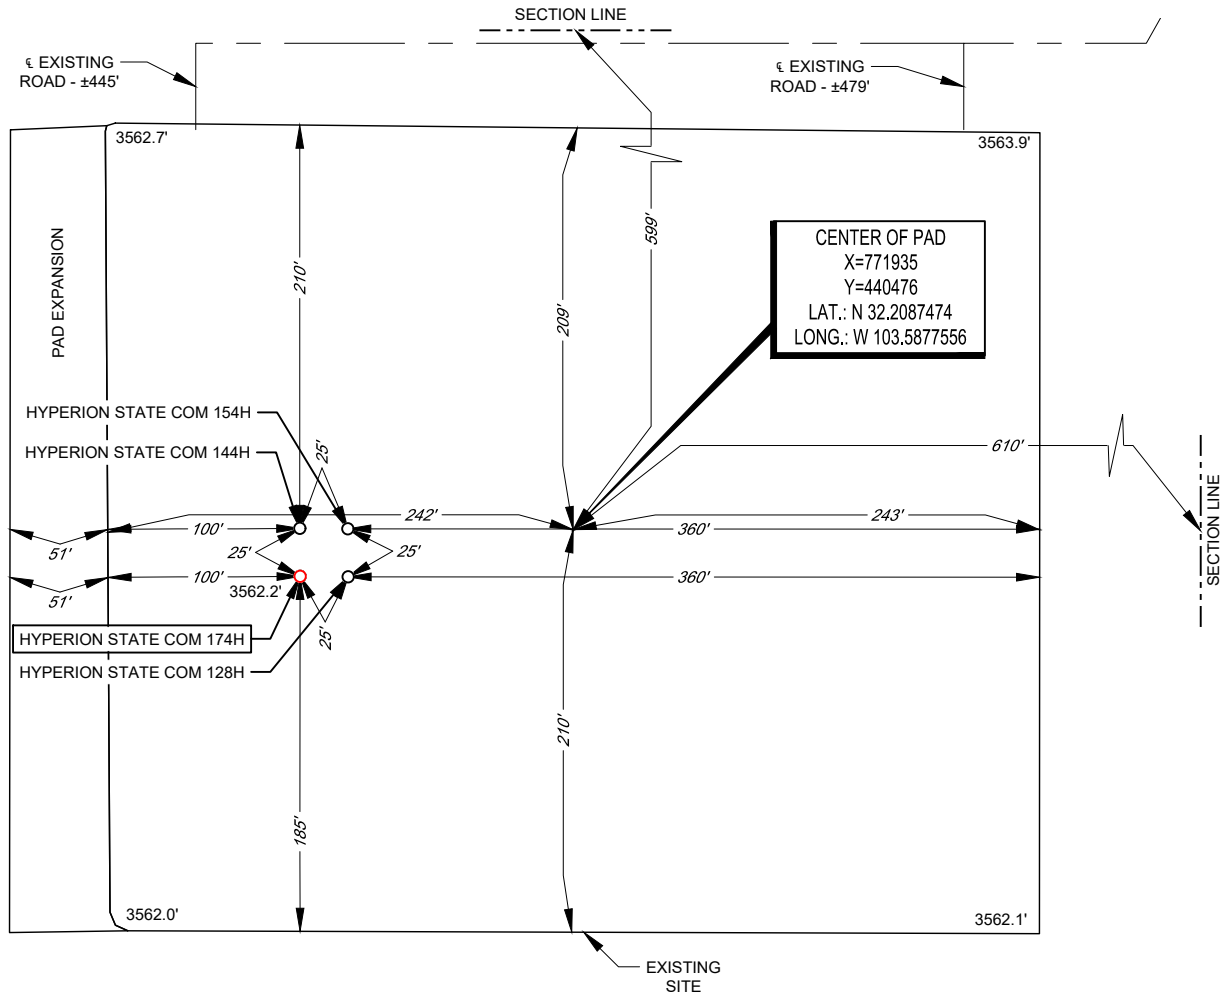 SECTION LINE
℄ EXISTING
ROAD - ±445'
℄ EXISTING
ROAD - ±479'
3562.7'
3563.9'
PAD EXPANSION
210'
209'
599'
CENTER OF PAD
X=771935
Y=440476
LAT.: N 32.2087474
LONG.: W 103.5877556
HYPERION STATE COM 154H
HYPERION STATE COM 144H
25'
610'
SECTION LINE
51'
100'
242'
360'
243'
25'
25'
51'
100'
3562.2'
360'
HYPERION STATE COM 174H
25'
HYPERION STATE COM 128H
210'
185'
3562.0'
3562.1'
EXISTING
SITE